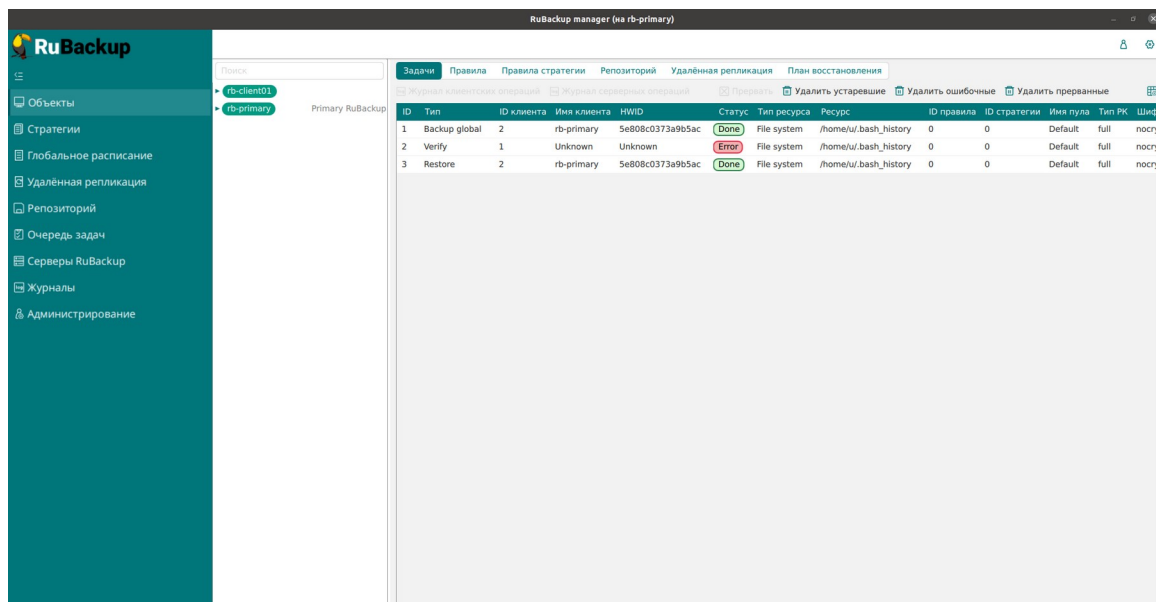 RuBackup manager (на rb-primary)
RuBackup
Объекты
Стратегии
Глобальное расписание
Удалённая репликация
Репозиторий
Очередь задач
Серверы RuBackup
Журналы
Администрирование
Поиск
rb-client01
rb-primary Primary RuBackup
Задачи Правила Правила стратегии Репозиторий Удалённая репликация План восстановления
Журнал клиентских операций Журнал серверных операций Прервать Удалить устаревшие Удалить ошибочные Удалить прерванные
ID Тип ID клиента Имя клиента HWID Статус Тип ресурса Ресурс ID правила ID стратегии Имя пула Тип РК Шиф
1 Backup global 2 rb-primary 5e808c0373a9b5ac Done File system /home/u/.bash_history 0 0 Default full nocry
2 Verify 1 Unknown Unknown Error File system /home/u/.bash_history 0 0 Default full nocry
3 Restore 2 rb-primary 5e808c0373a9b5ac Done File system /home/u/.bash_history 0 0 Default full nocry